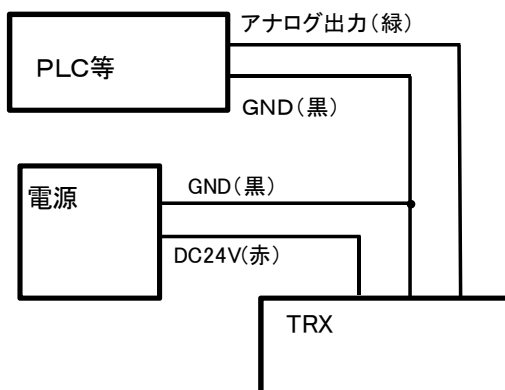 アナログ出力（緑）
PLC等
GND（黒）
電源
GND（黒）
DC24V(赤）
TRX